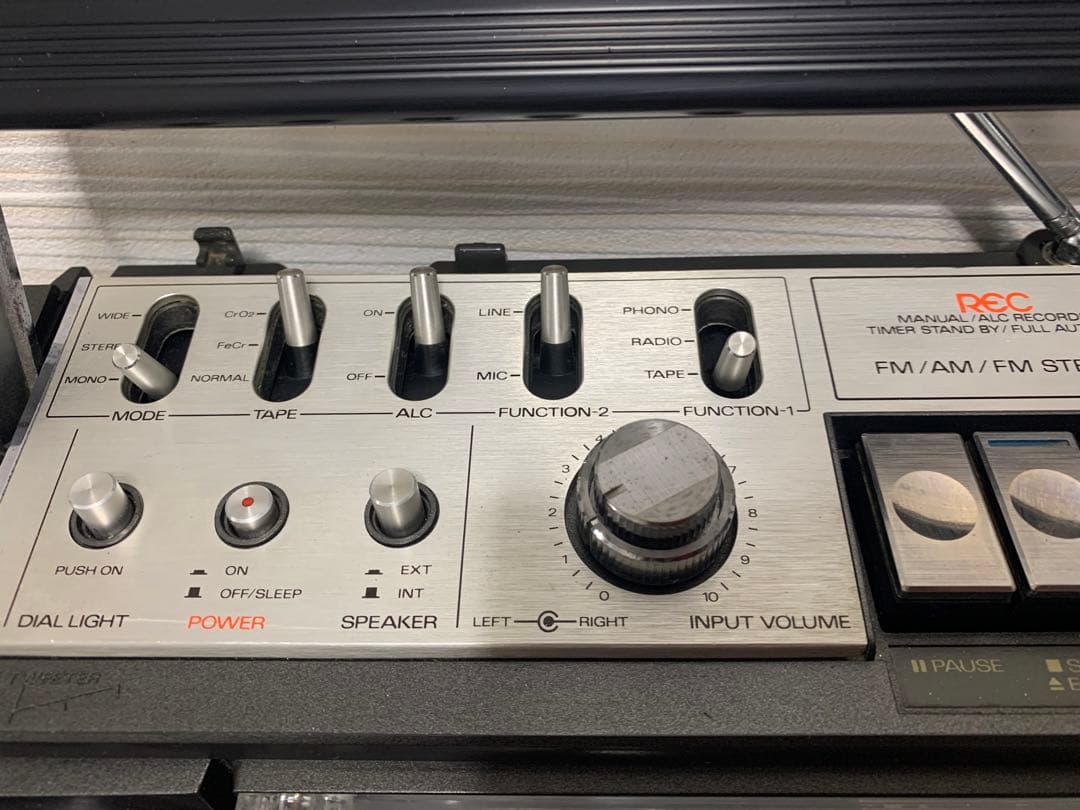 WIDE
STERE
MONO
MODE
CrO2
FeCr
NORMAL
TAPE
ON
OFF
ALC
LINE
MIC
FUNCTION-2
PHONO
RADIO
TAPE
FUNCTION-1
REC
MANUAL/ALC RECORD
TIMER STAND BY/FULL AUT
FM/AM/FM STE
PUSH ON
DIAL LIGHT
ON
OFF/SLEEP
POWER
EXT
INT
SPEAKER
0 1 2 3 4 7 8 9 10
LEFT RIGHT
INPUT VOLUME
PAUSE
TWEETER